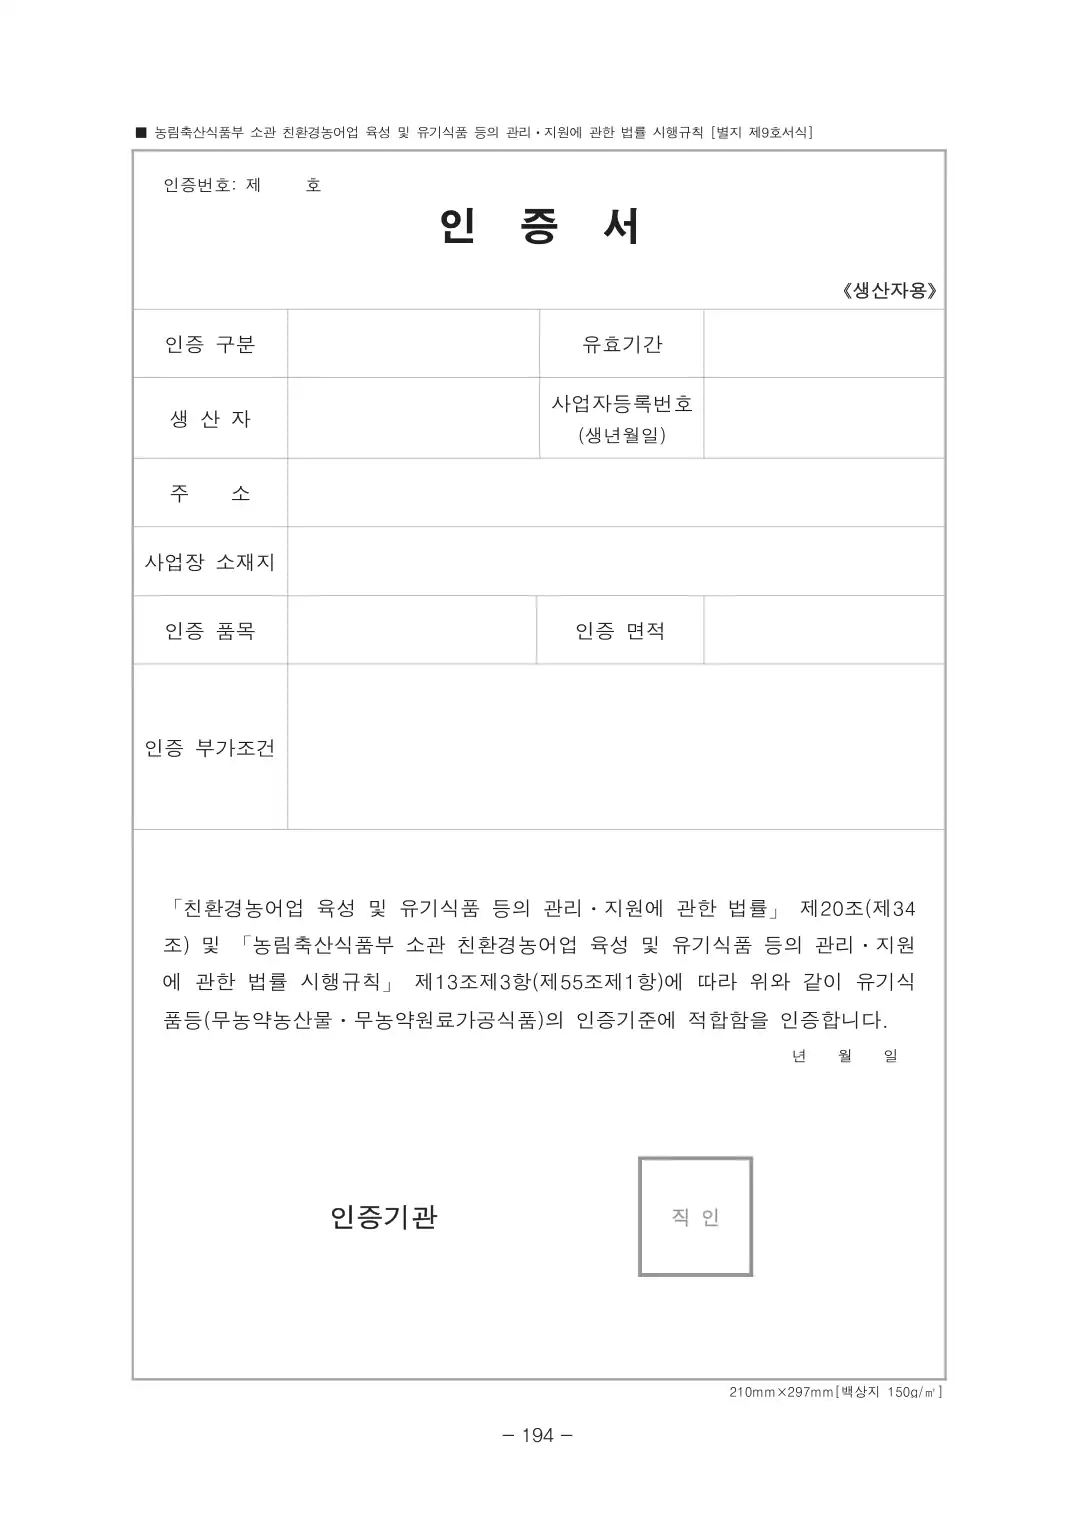 ■ 농림축산식품부 소관 친환경농어업 육성 및 유기식품 등의 관리ㆍ지원에 관한 법률 시행규칙 [별지 제9호서식]
인증번호: 제 호
인 증 서
《생산자용》
인증 구분 유효기간
생 산 자 사업자등록번호
(생년월일)
주 소
사업장 소재지
인증 품목 인증 면적
인증 부가조건
「친환경농어업 육성 및 유기식품 등의 관리ㆍ지원에 관한 법률」 제20조(제34
조) 및 「농림축산식품부 소관 친환경농어업 육성 및 유기식품 등의 관리ㆍ지원
에 관한 법률 시행규칙」 제13조제3항(제55조제1항)에 따라 위와 같이 유기식
품등(무농약농산물ㆍ무농약원료가공식품)의 인증기준에 적합함을 인증합니다.
년 월 일
인증기관 직 인
210mm×297mm[백상지 150g/㎡]
- 194 -